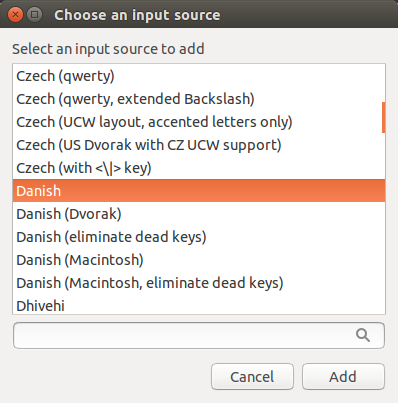 Choose an input source
Select an input source to add
Czech (qwerty)
Czech (qwerty, extended Backslash)
Czech (UCW layout, accented letters only)
Czech (US Dvorak with CZ UCW support)
Czech (with <\|> key)
Danish
Danish (Dvorak)
Danish (eliminate dead keys)
Danish (Macintosh)
Danish (Macintosh, eliminate dead keys)
Dhivehi
Cancel Add